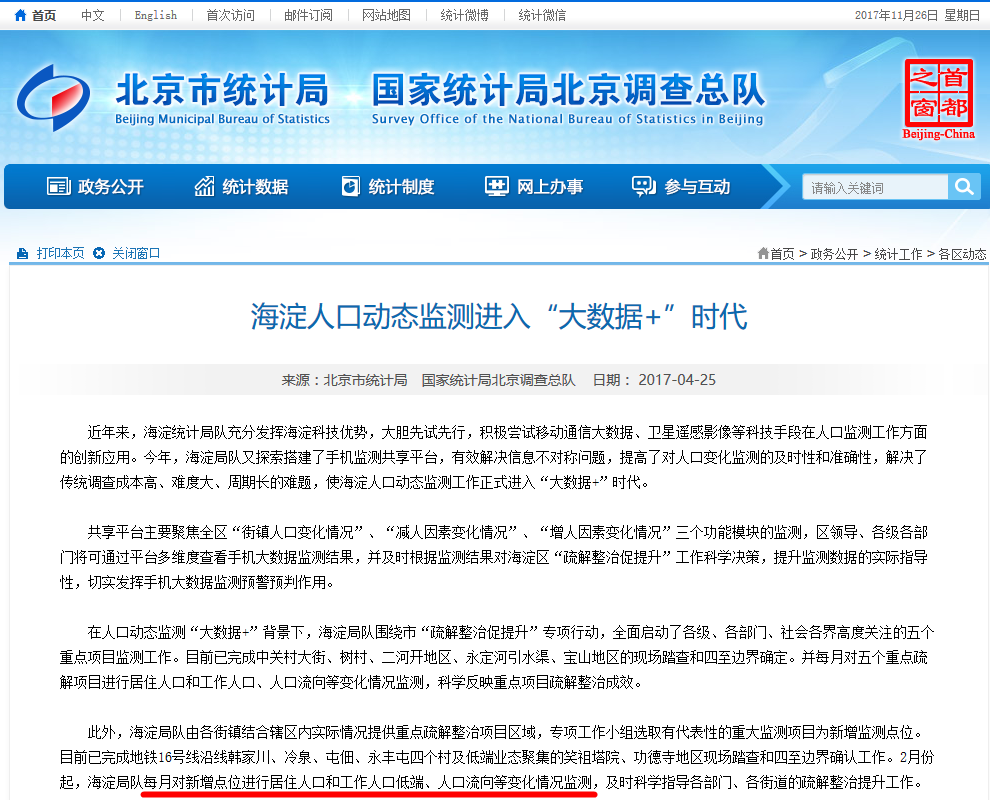 首页 中文 English 首次访问 邮件订阅 网站地图 统计微博 统计微信 2017年11月26日 星期日
北京市统计局 国家统计局北京调查总队
Beijing Municipal Bureau of Statistics Survey Office of the National Bureau of Statistics in Beijing
首都之窗
Beijing-China
政务公开 统计数据 统计制度 网上办事 参与互动 请输入关键词
打印本页 关闭窗口 首页 > 政务公开 > 统计工作 > 各区动态
海淀人口动态监测进入“大数据+”时代
来源：北京市统计局 国家统计局北京调查总队 日期： 2017-04-25
近年来，海淀统计局队充分发挥海淀科技优势，大胆先试先行，积极尝试移动通信大数据、卫星遥感影像等科技手段在人口监测工作方面
的创新应用。今年，海淀局队又探索搭建了手机监测共享平台，有效解决信息不对称问题，提高了对人口变化监测的及时性和准确性，解决了
传统调查成本高、难度大、周期长的难题，使海淀人口动态监测工作正式进入“大数据+”时代。
共享平台主要聚焦全区“街镇人口变化情况”、“减人因素变化情况”、“增人因素变化情况”三个功能模块的监测，区领导、各级各部
门将可通过平台多维度查看手机大数据监测结果，并及时根据监测结果对海淀区“疏解整治促提升”工作科学决策，提升监测数据的实际指导
性，切实发挥手机大数据监测预警预判作用。
在人口动态监测“大数据+”背景下，海淀局队围绕市“疏解整治促提升”专项行动，全面启动了各级、各部门、社会各界高度关注的五个
重点项目监测工作。目前已完成中关村大街、树村、二河开地区、永定河引水渠、宝山地区的现场踏查和四至边界确定。并每月对五个重点疏
解项目进行居住人口和工作人口、人口流向等变化情况监测，科学反映重点项目疏解整治成效。
此外，海淀局队由各街镇结合辖区内实际情况提供重点疏解整治项目区域，专项工作小组选取有代表性的重大监测项目为新增监测点位。
目前已完成地铁16号线沿线韩家川、冷泉、屯佃、永丰屯四个村及低端业态聚集的笑祖塔院、功德寺地区现场踏查和四至边界确认工作。2月份
起，海淀局队每月对新增点位进行居住人口和工作人口低端、人口流向等变化情况监测，及时科学指导各部门、各街道的疏解整治提升工作。